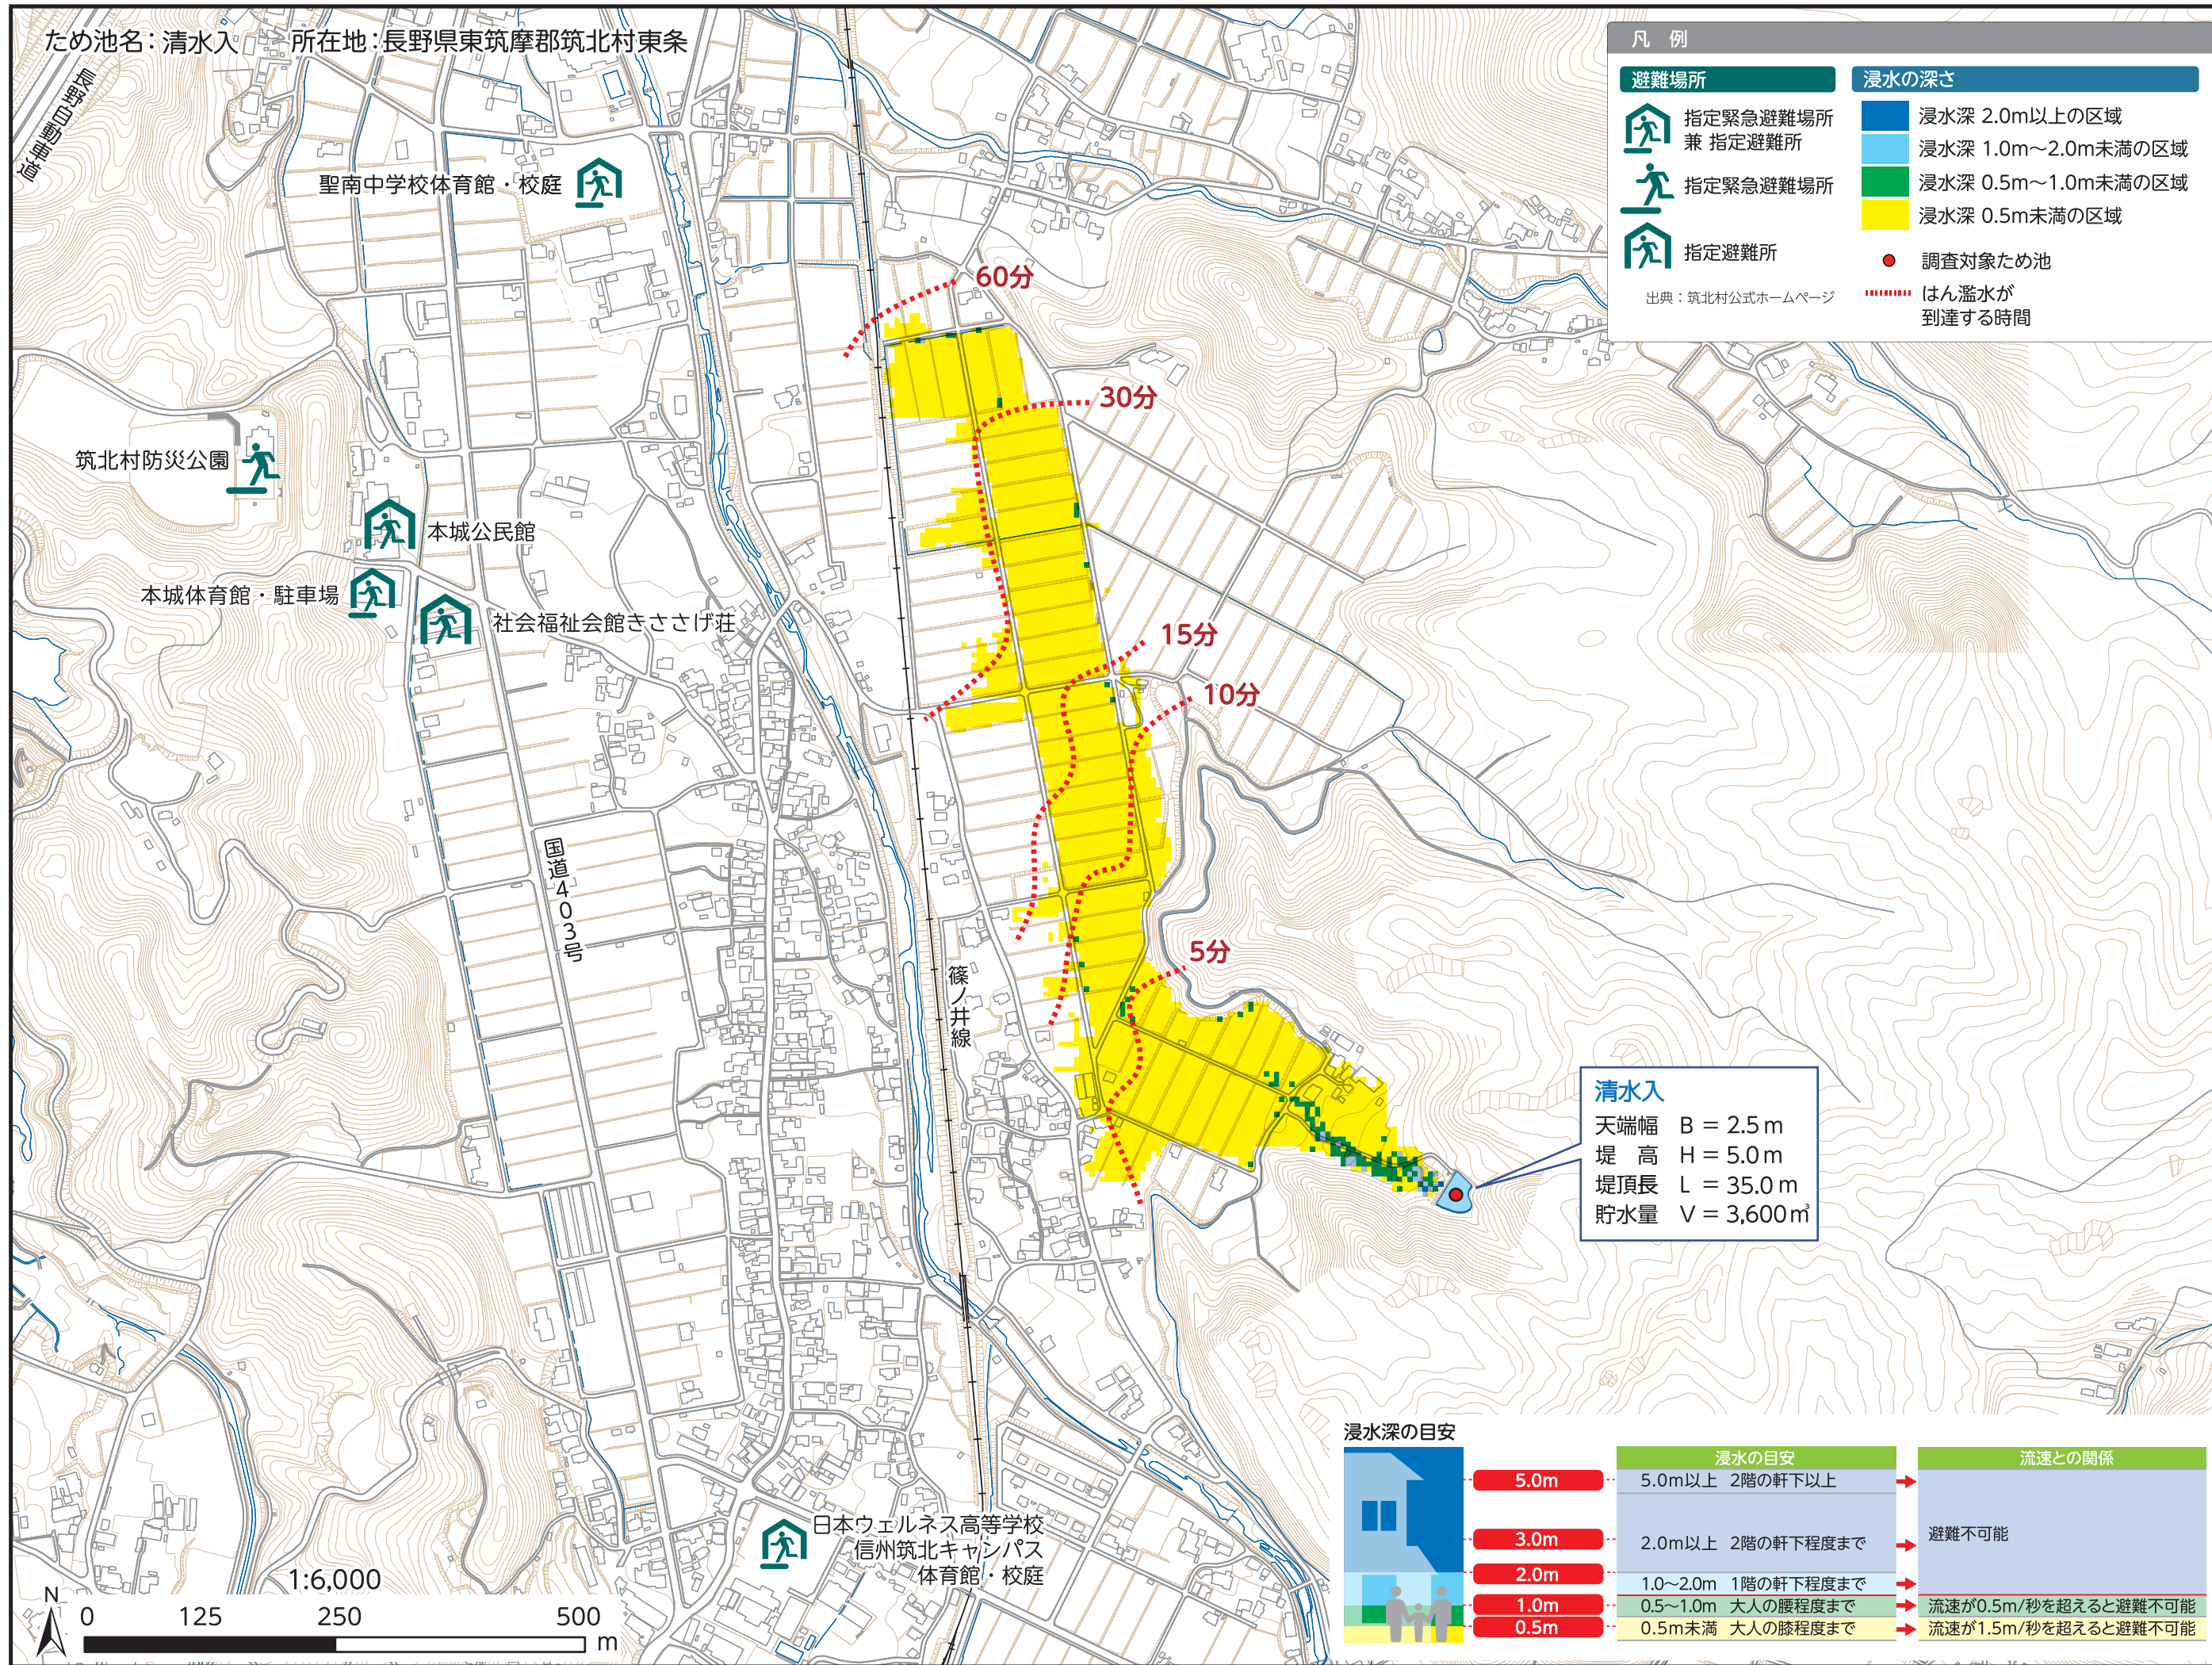 ため池名：清水入　所在地：長野県東筑摩郡筑北村東条
長野自動車道
聖南中学校体育館・校庭
筑北村防災公園
本城公民館
本城体育館・駐車場
社会福祉会館きささげ荘
国道403号
篠ノ井線
60分
30分
15分
10分
5分
凡 例
避難場所
指定緊急避難場所
兼 指定避難所
指定緊急避難場所
指定避難所
出典：筑北村公式ホームページ
浸水の深さ
浸水深 2.0m以上の区域
浸水深 1.0m～2.0m未満の区域
浸水深 0.5m～1.0m未満の区域
浸水深 0.5m未満の区域
調査対象ため池
はん濫水が
到達する時間
清水入
天端幅 B = 2.5m
堤 高 H = 5.0m
堤頂長 L = 35.0m
貯水量 V = 3,600㎥
日本ウェルネス高等学校
信州筑北キャンパス
体育館・校庭
1:6,000
N
0 125 250 500
m
浸水深の目安
5.0m
3.0m
2.0m
1.0m
0.5m
浸水の目安
5.0m以上 2階の軒下以上
2.0m以上 2階の軒下程度まで
1.0～2.0m 1階の軒下程度まで
0.5～1.0m 大人の腰程度まで
0.5m未満 大人の膝程度まで
流速との関係
避難不可能
流速が0.5m/秒を超えると避難不可能
流速が1.5m/秒を超えると避難不可能